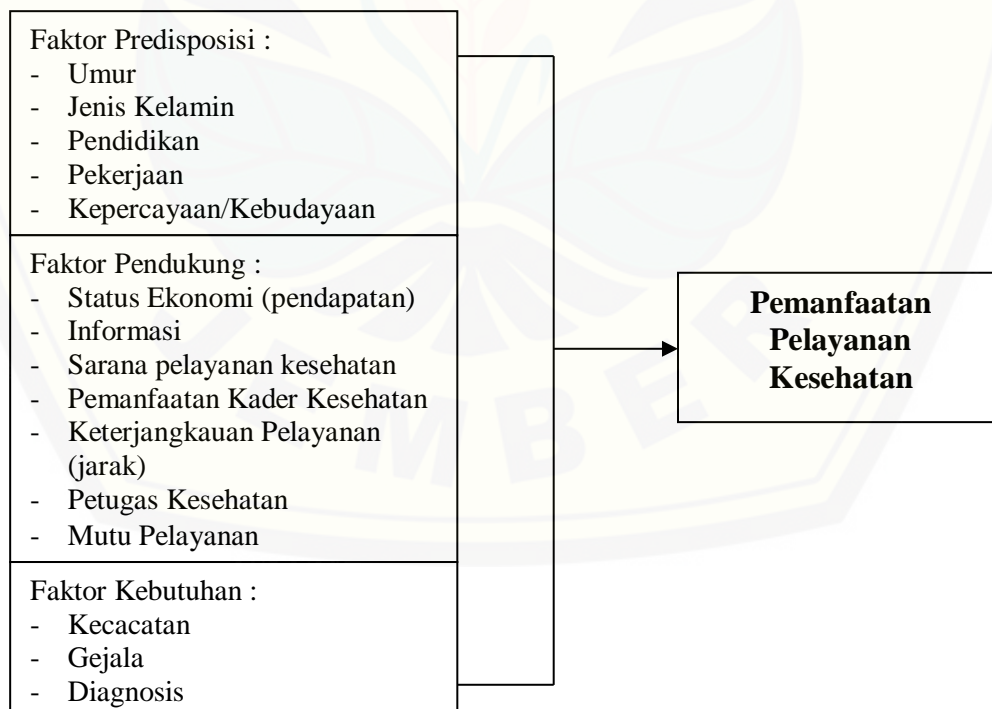 Faktor Predisposisi :
- Umur
- Jenis Kelamin
- Pendidikan
- Pekerjaan
- Kepercayaan/Kebudayaan
Faktor Pendukung :
- Status Ekonomi (pendapatan)
- Informasi
- Sarana pelayanan kesehatan
- Pemanfaatan Kader Kesehatan
- Keterjangkauan Pelayanan
(jarak)
- Petugas Kesehatan
- Mutu Pelayanan
Faktor Kebutuhan :
- Kecacatan
- Gejala
- Diagnosis
Pemanfaatan
Pelayanan
Kesehatan
JEMBER